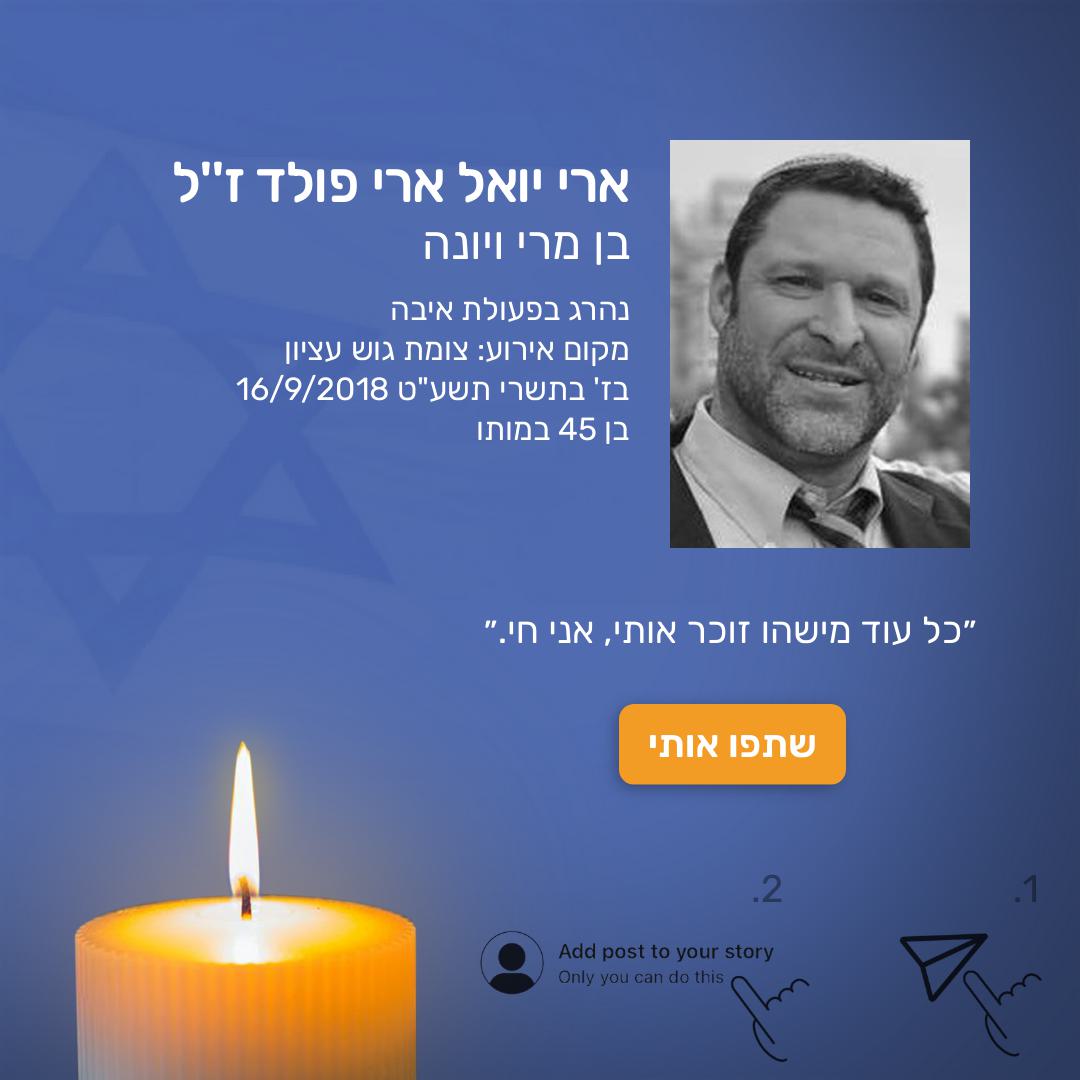 ארי יואל ארי פולד ז"ל
בן מרי ויונה
נהרג בפעולת איבה
מקום אירוע: צומת גוש עציון
בז' בתשרי תשע"ט 16/9/2018
בן 45 במותו
״כל עוד מישהו זוכר אותי, אני חי.״
שתפו אותי
1.
2.
Add post to your story
Only you can do this